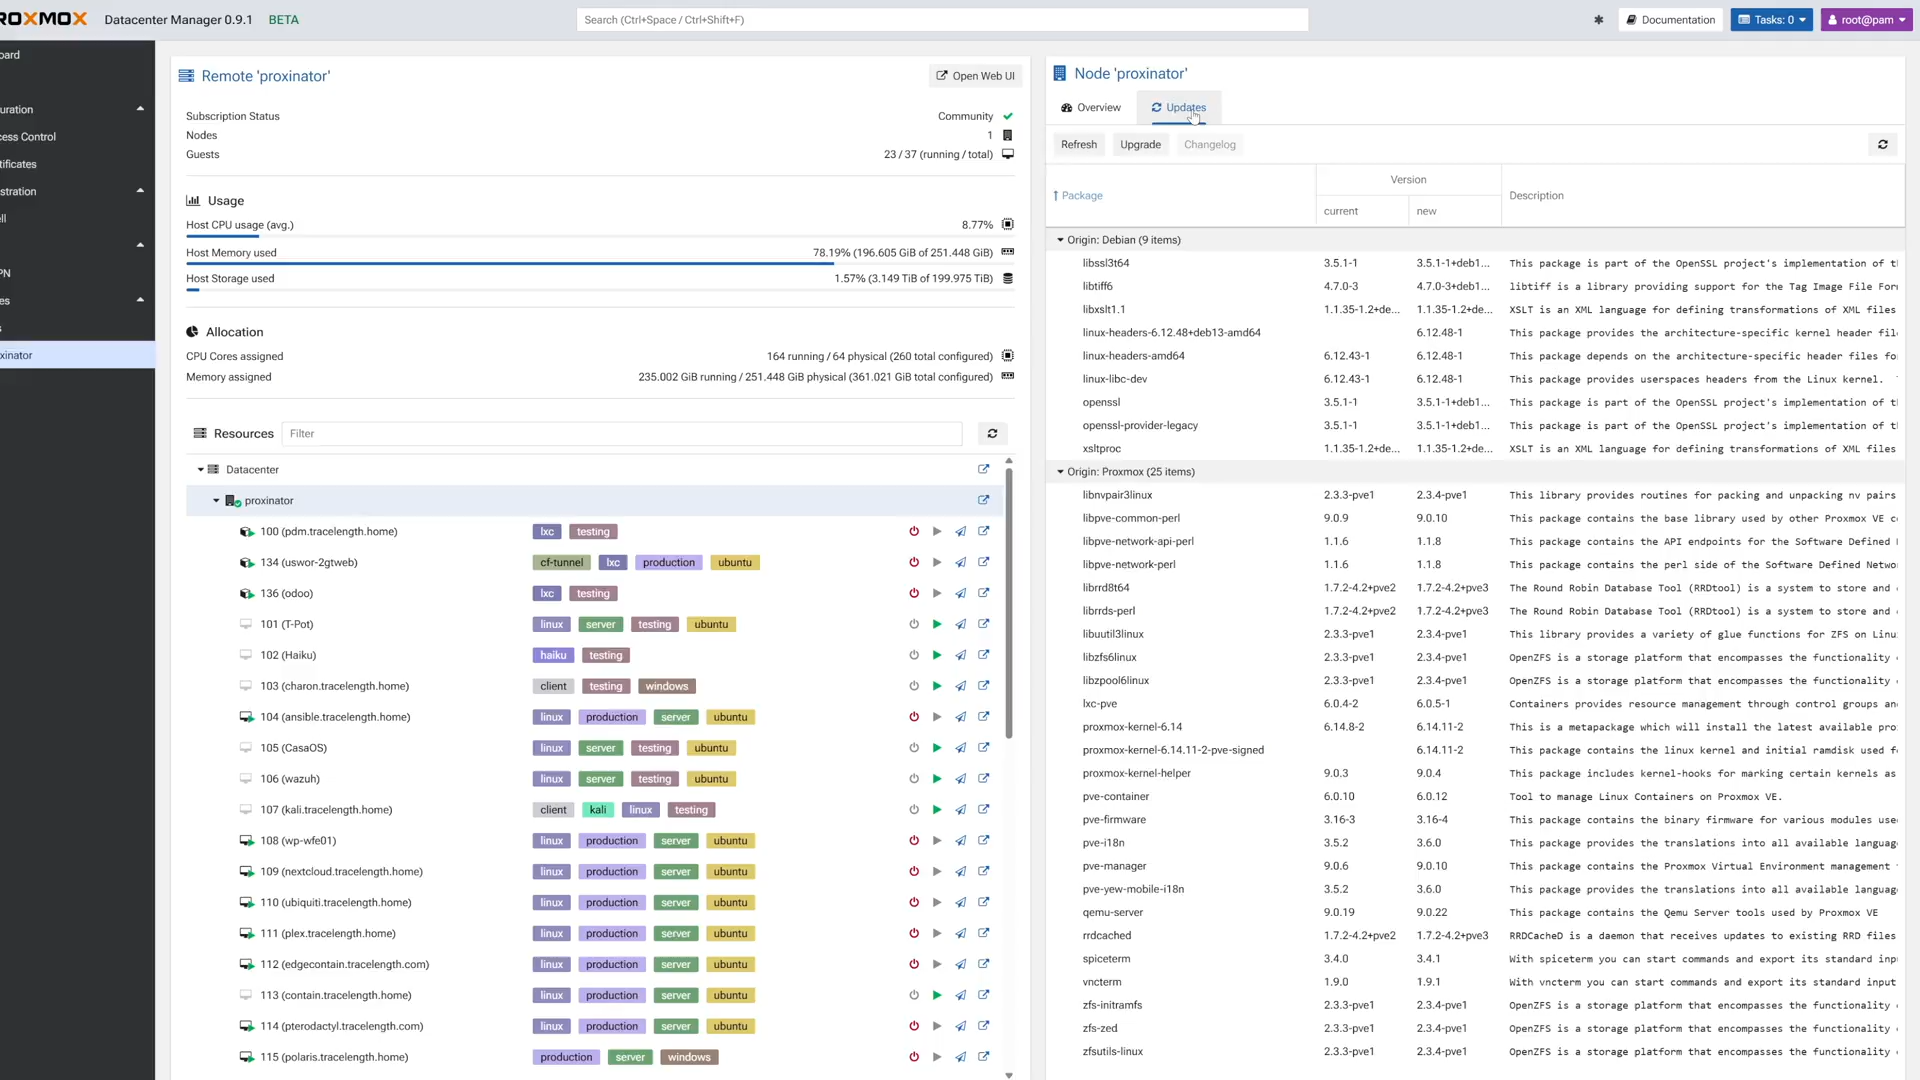 ROXMOX Datacenter Manager 0.9.1 BETA
Search (Ctrl+Space / Ctrl+Shift+F)
Documentation
Tasks: 0
root@pam
oard
uration
cess Control
tificates
stration
ell
PN
es
s
xinator
Remote 'proxinator'
Open Web UI
Subscription Status Community
Nodes 1
Guests 23 / 37 (running / total)
Usage
Host CPU usage (avg.) 8.77%
Host Memory used 78.19% (196.605 GiB of 251.448 GiB)
Host Storage used 1.57% (3.149 TiB of 199.975 TiB)
Allocation
CPU Cores assigned 164 running / 64 physical (260 total configured)
Memory assigned 235.002 GiB running / 251.448 GiB physical (361.021 GiB total configured)
Resources Filter
Datacenter
proxinator
100 (pdm.tracelength.home) lxc testing
134 (uswor-2gtweb) cf-tunnel lxc production ubuntu
136 (odoo) lxc testing
101 (T-Pot) linux server testing ubuntu
102 (Haiku) haiku testing
103 (charon.tracelength.home) client testing windows
104 (ansible.tracelength.home) linux production server ubuntu
105 (CasaOS) linux server testing ubuntu
106 (wazuh) linux server testing ubuntu
107 (kali.tracelength.home) client kali linux testing
108 (wp-wfe01) linux production server ubuntu
109 (nextcloud.tracelength.home) linux production server ubuntu
110 (ubiquiti.tracelength.home) linux production server ubuntu
111 (plex.tracelength.home) linux production server ubuntu
112 (edgecontain.tracelength.com) linux production server ubuntu
113 (contain.tracelength.home) linux production server ubuntu
114 (pterodactyl.tracelength.com) linux production server ubuntu
115 (polaris.tracelength.home) production server windows
Node 'proxinator'
Overview Updates
Refresh Upgrade Changelog
Package Version Description
current new
Origin: Debian (9 items)
libssl3t64 3.5.1-1 3.5.1-1+deb1... This package is part of the OpenSSL project's implementation of t
libtiff6 4.7.0-3 4.7.0-3+deb1... libtiff is a library providing support for the Tag Image File For
libxslt1.1 1.1.35-1.2+de... 1.1.35-1.2+de... XSLT is an XML language for defining transformations of XML files
linux-headers-6.12.48+deb13-amd64 6.12.48-1 This package provides the architecture-specific kernel header fil
linux-headers-amd64 6.12.43-1 6.12.48-1 This package depends on the architecture-specific header files fo
linux-libc-dev 6.12.43-1 6.12.48-1 This package provides userspaces headers from the Linux kernel.
openssl 3.5.1-1 3.5.1-1+deb1... This package is part of the OpenSSL project's implementation of t
openssl-provider-legacy 3.5.1-1 3.5.1-1+deb1... This package is part of the OpenSSL project's implementation of t
xsltproc 1.1.35-1.2+de... 1.1.35-1.2+de... XSLT is an XML language for defining transformations of XML files
Origin: Proxmox (25 items)
libnvpair3linux 2.3.3-pve1 2.3.4-pve1 This library provides routines for packing and unpacking nv pairs
libpve-common-perl 9.0.9 9.0.10 This package contains the base library used by other Proxmox VE c
libpve-network-api-perl 1.1.6 1.1.8 This package contains the API endpoints for the Software Defined
libpve-network-perl 1.1.6 1.1.8 This package contains the perl side of the Software Defined Netwo
librrd8t64 1.7.2-4.2+pve2 1.7.2-4.2+pve3 The Round Robin Database Tool (RRDtool) is a system to store and
librrds-perl 1.7.2-4.2+pve2 1.7.2-4.2+pve3 The Round Robin Database Tool (RRDtool) is a system to store and
libuutil3linux 2.3.3-pve1 2.3.4-pve1 This library provides a variety of glue functions for ZFS on Linu
libzfs6linux 2.3.3-pve1 2.3.4-pve1 OpenZFS is a storage platform that encompasses the functionality
libzpool6linux 2.3.3-pve1 2.3.4-pve1 OpenZFS is a storage platform that encompasses the functionality
lxc-pve 6.0.4-2 6.0.5-1 Containers provides resource management through control groups an
proxmox-kernel-6.14 6.14.8-2 6.14.11-2 This is a metapackage which will install the latest available pro
proxmox-kernel-6.14.11-2-pve-signed 6.14.11-2 This package contains the linux kernel and initial ramdisk used f
proxmox-kernel-helper 9.0.3 9.0.4 This package includes kernel-hooks for marking certain kernels as
pve-container 6.0.10 6.0.12 Tool to manage Linux Containers on Proxmox VE.
pve-firmware 3.16-3 3.16-4 This package contains the binary firmware for various modules use
pve-i18n 3.5.2 3.6.0 This package provides the translations into all available language
pve-manager 9.0.6 9.0.10 This package contains the Proxmox Virtual Environment management
pve-yew-mobile-i18n 3.5.2 3.6.0 This package provides the translations into all available language
qemu-server 9.0.19 9.0.22 This package contains the Qemu Server tools used by Proxmox VE
rrdcached 1.7.2-4.2+pve2 1.7.2-4.2+pve3 RRDCacheD is a daemon that receives updates to existing RRD files
spiceterm 3.4.0 3.4.1 With spiceterm you can start commands and export its standard inp
vncterm 1.9.0 1.9.1 With vncterm you can start commands and export its standard input
zfs-initramfs 2.3.3-pve1 2.3.4-pve1 OpenZFS is a storage platform that encompasses the functionality
zfs-zed 2.3.3-pve1 2.3.4-pve1 OpenZFS is a storage platform that encompasses the functionality
zfsutils-linux 2.3.3-pve1 2.3.4-pve1 OpenZFS is a storage platform that encompasses the functionality